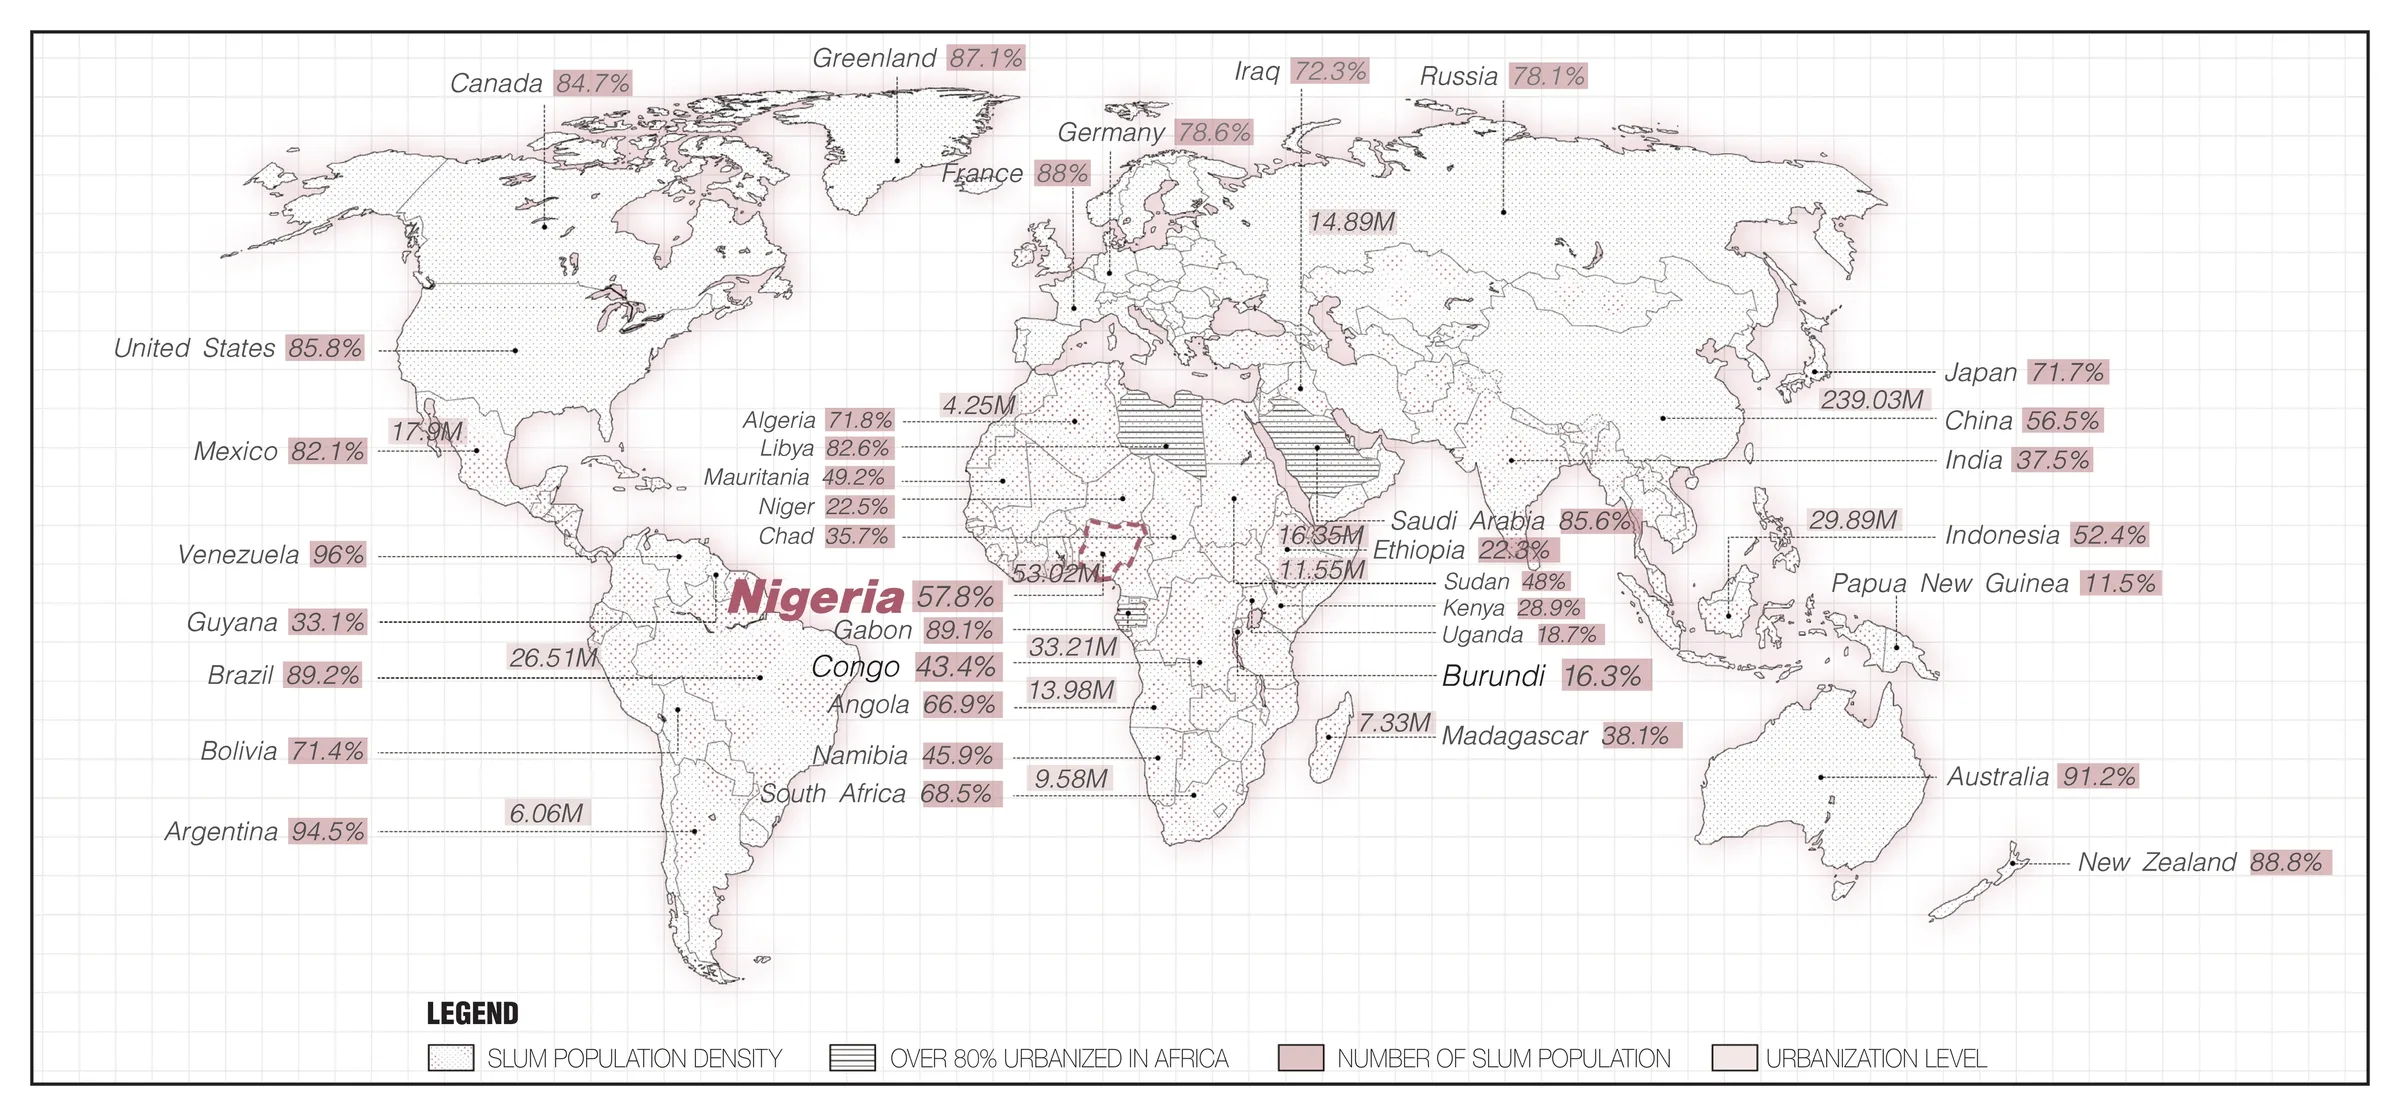 Greenland 87.1%
Canada 84.7%
Iraq 72.3%
Russia 78.1%
Germany 78.6%
France 88%
14.89M
United States 85.8%
Japan 71.7%
239.03M
4.25M
Algeria 71.8%
China 56.5%
17.9M
Mexico 82.1%
Libya 82.6%
India 37.5%
Mauritania 49.2%
Niger 22.5%
Saudi Arabia 85.6%
29.89M
Chad 35.7%
16.35M
Indonesia 52.4%
Venezuela 96%
Ethiopia 22.3%
53.02M
11.55M
Sudan 48%
Papua New Guinea 11.5%
Nigeria 57.8%
Kenya 28.9%
Guyana 33.1%
Gabon 89.1%
Uganda 18.7%
33.21M
26.51M
Congo 43.4%
Brazil 89.2%
Burundi 16.3%
13.98M
Angola 66.9%
7.33M
Madagascar 38.1%
Bolivia 71.4%
Namibia 45.9%
9.58M
Australia 91.2%
South Africa 68.5%
6.06M
Argentina 94.5%
New Zealand 88.8%
LEGEND
SLUM POPULATION DENSITY
OVER 80% URBANIZED IN AFRICA
NUMBER OF SLUM POPULATION
URBANIZATION LEVEL